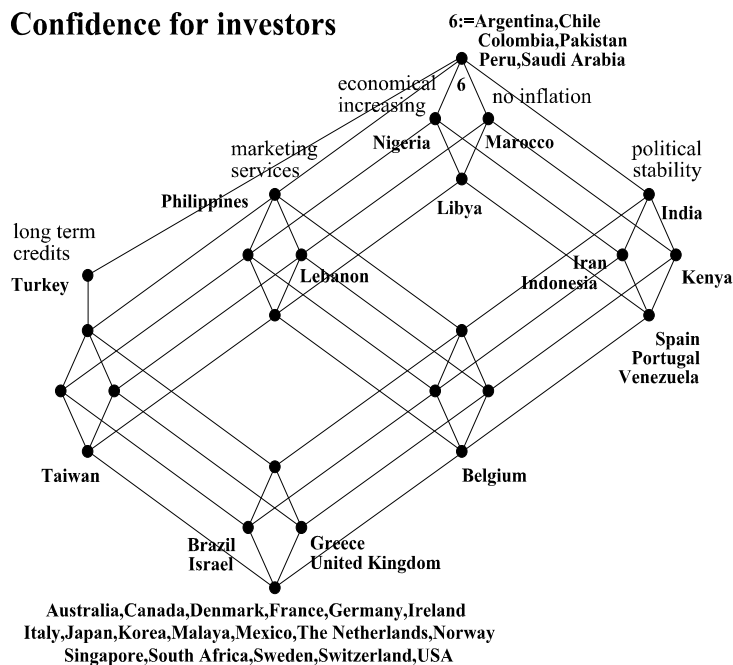 Confidence for investors
6:=Argentina,Chile
Colombia,Pakistan
Peru,Saudi Arabia
economical
increasing
6
no inflation
Nigeria
Marocco
marketing
services
political
stability
Philippines
Libya
India
long term
credits
Turkey
Lebanon
Iran
Indonesia
Kenya
Spain
Portugal
Venezuela
Taiwan
Belgium
Brazil
Israel
Greece
United Kingdom
Australia,Canada,Denmark,France,Germany,Ireland
Italy,Japan,Korea,Malaya,Mexico,The Netherlands,Norway
Singapore,South Africa,Sweden,Switzerland,USA